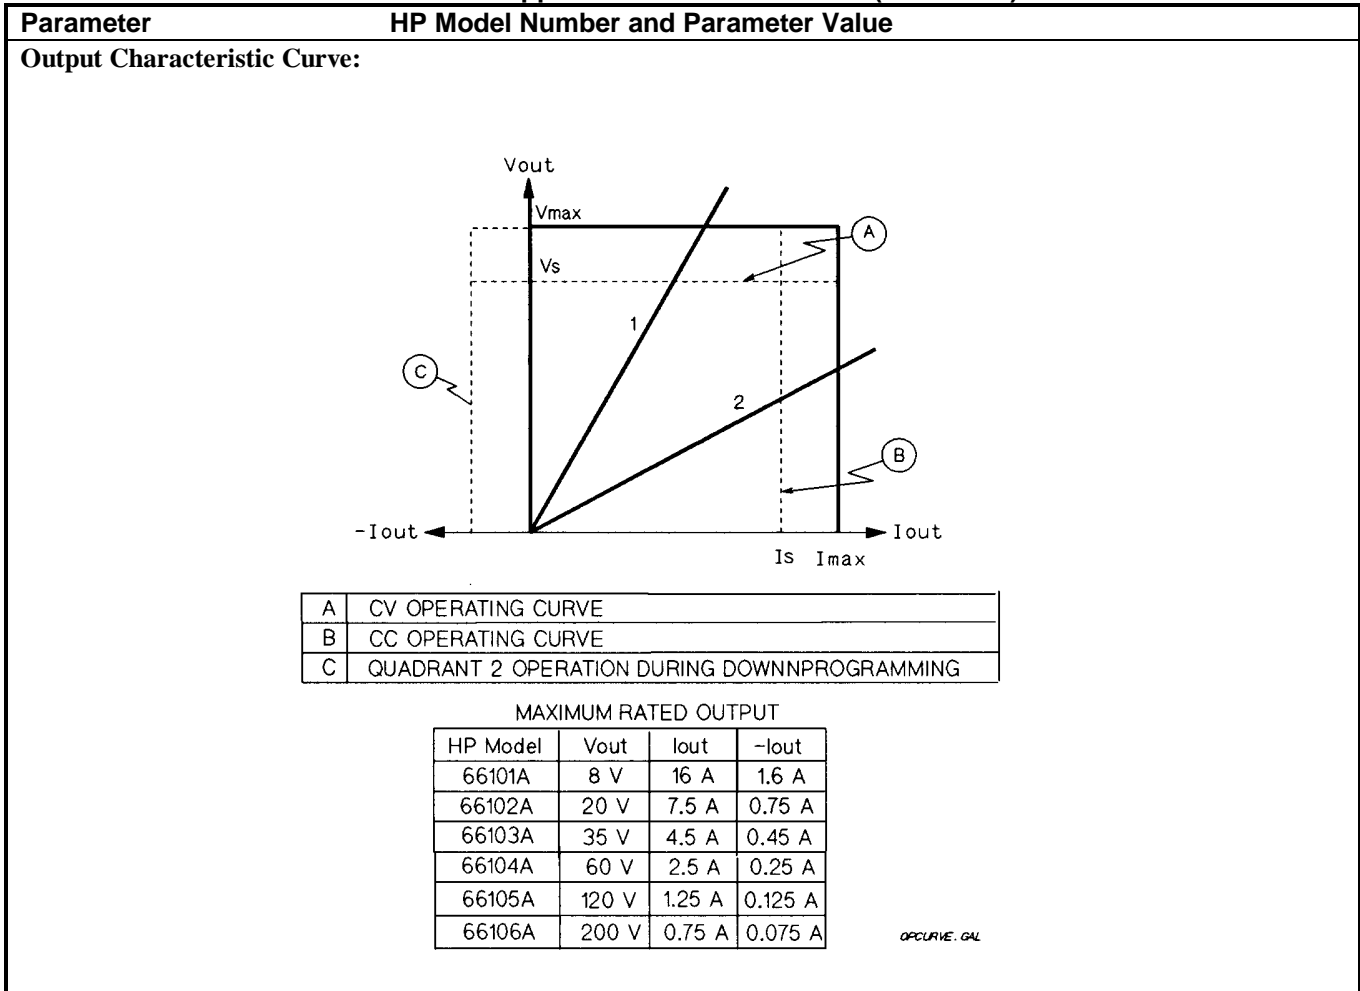 Parameter HP Model Number and Parameter Value
Output Characteristic Curve:
Vout
Vmax
A
Vs
1
C
2
B
-Iout Iout
Is Imax
A CV OPERATING CURVE
B CC OPERATING CURVE
C QUADRANT 2 OPERATION DURING DOWNNPROGRAMMING
MAXIMUM RATED OUTPUT
HP Model Vout Iout -Iout
66101A 8 V 16 A 1.6 A
66102A 20 V 7.5 A 0.75 A
66103A 35 V 4.5 A 0.45 A
66104A 60 V 2.5 A 0.25 A
66105A 120 V 1.25 A 0.125 A
66106A 200 V 0.75 A 0.075 A
OPCURVE.GAL